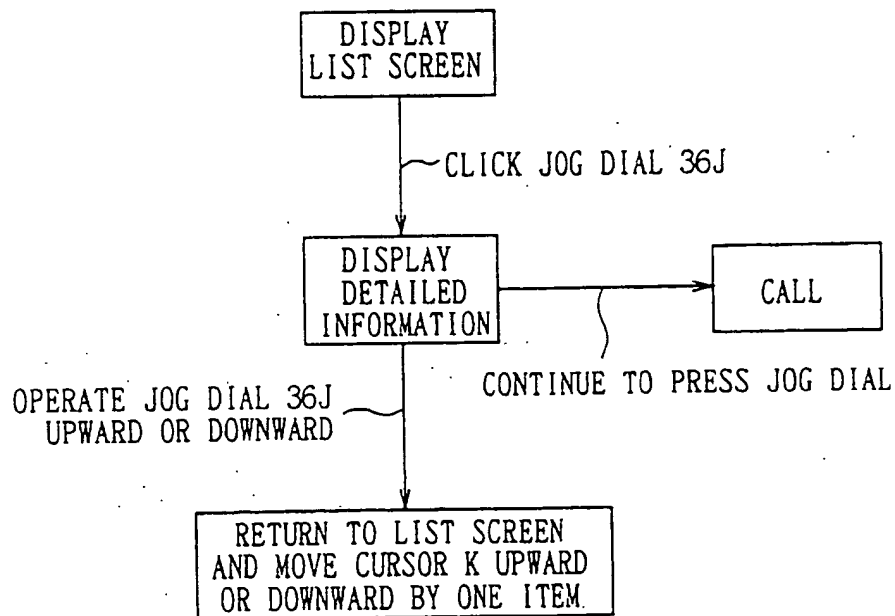 DISPLAY
LIST SCREEN
CLICK JOG DIAL 36J
DISPLAY
DETAILED
INFORMATION
CALL
CONTINUE TO PRESS JOG DIAL
OPERATE JOG DIAL 36J
UPWARD OR DOWNWARD
RETURN TO LIST SCREEN
AND MOVE CURSOR K UPWARD
OR DOWNWARD BY ONE ITEM.